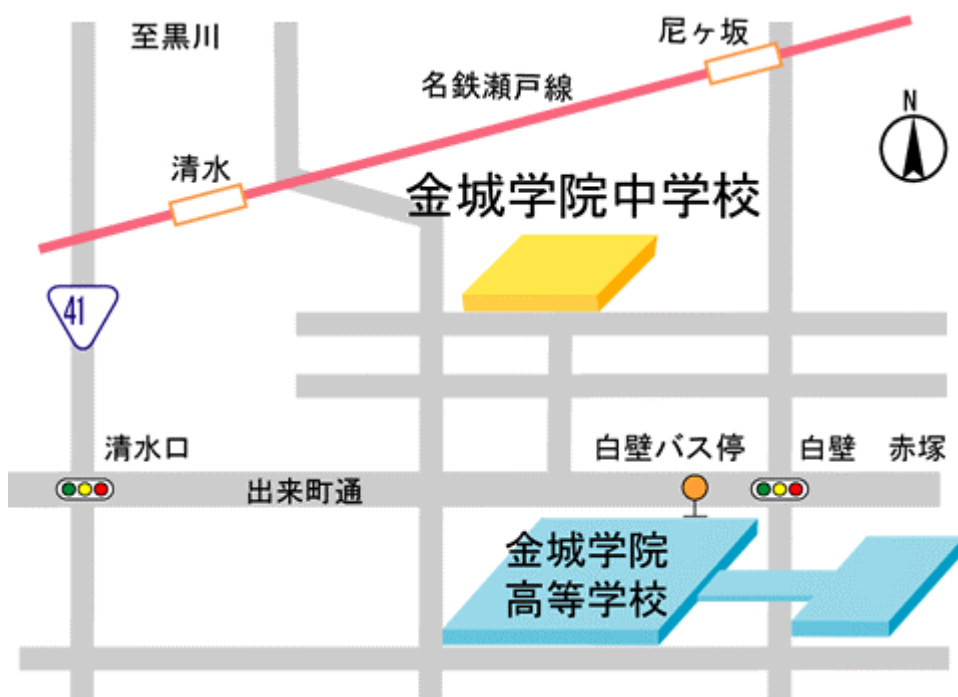 至黒川
尼ヶ坂
名鉄瀬戸線
N
清水
金城学院中学校
41
清水口
白壁バス停
白壁
赤塚
出来町通
金城学院
高等学校